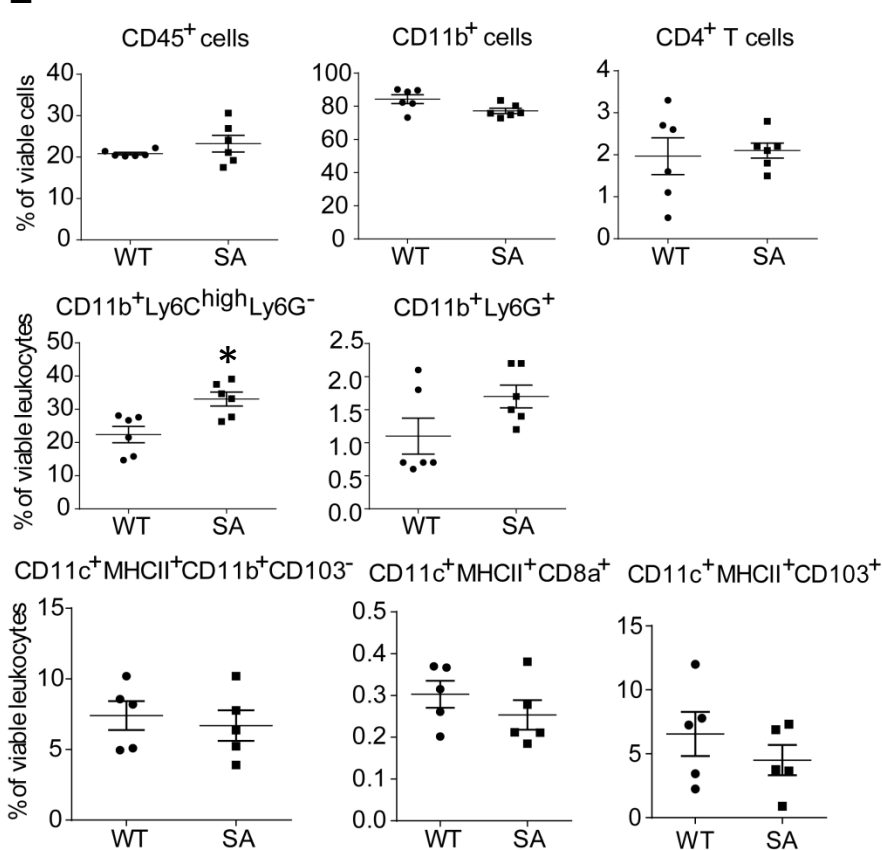 CD45⁺ cells
CD11b⁺ cells
CD4⁺ T cells
% of viable cells
40
30
20
10
0
WT
SA
100
80
60
40
20
0
WT
SA
4
3
2
1
0
WT
SA
CD11b⁺Ly6Cʰⁱᵍʰ Ly6G⁻
CD11b⁺Ly6G⁺
% of viable leukocytes
50
40
30
20
10
0
*
WT
SA
2.5
2.0
1.5
1.0
0.5
0.0
WT
SA
CD11c⁺MHCII⁺CD11b⁺CD103⁻
CD11c⁺MHCII⁺CD8a⁺
CD11c⁺MHCII⁺CD103⁺
% of viable leukocytes
15
10
5
0
WT
SA
0.5
0.4
0.3
0.2
0.1
0.0
WT
SA
15
10
5
0
WT
SA